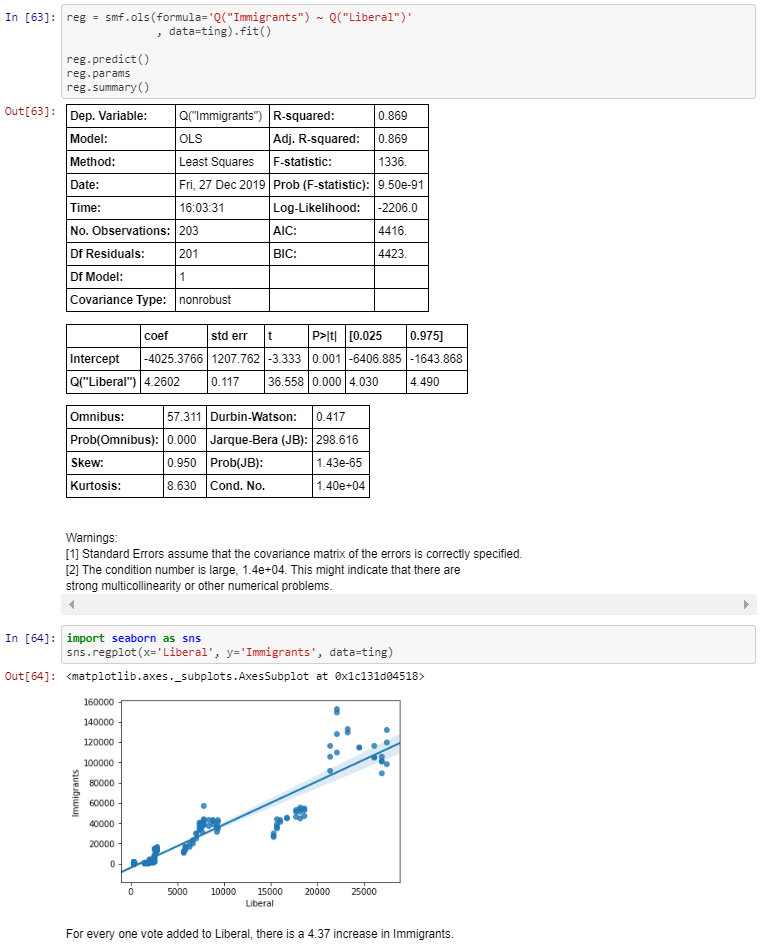 In [63]: reg = smf.ols(formula='Q("Immigrants") ~ Q("Liberal")'
, data=ting).fit()
reg.predict()
reg.params
reg.summary()
Out[63]:
Dep. Variable: Q("Immigrants") R-squared: 0.869
Model: OLS Adj. R-squared: 0.869
Method: Least Squares F-statistic: 1336.
Date: Fri, 27 Dec 2019 Prob (F-statistic): 9.50e-91
Time: 16:03:31 Log-Likelihood: -2206.0
No. Observations: 203 AIC: 4416.
Df Residuals: 201 BIC: 4423.
Df Model: 1
Covariance Type: nonrobust
coef std err t P>|t| [0.025 0.975]
Intercept -4025.3766 1207.762 -3.333 0.001 -6406.885 -1643.868
Q("Liberal") 4.2602 0.117 36.558 0.000 4.030 4.490
Omnibus: 57.311 Durbin-Watson: 0.417
Prob(Omnibus): 0.000 Jarque-Bera (JB): 298.616
Skew: 0.950 Prob(JB): 1.43e-65
Kurtosis: 8.630 Cond. No. 1.40e+04
Warnings:
[1] Standard Errors assume that the covariance matrix of the errors is correctly specified.
[2] The condition number is large, 1.4e+04. This might indicate that there are
strong multicollinearity or other numerical problems.
In [64]: import seaborn as sns
sns.regplot(x='Liberal', y='Immigrants', data=ting)
Out[64]: <matplotlib.axes._subplots.AxesSubplot at 0x1c131d04518>
160000
140000
120000
100000
80000
60000
40000
20000
0
Immigrants
0 5000 10000 15000 20000 25000
Liberal
For every one vote added to Liberal, there is a 4.37 increase in Immigrants.